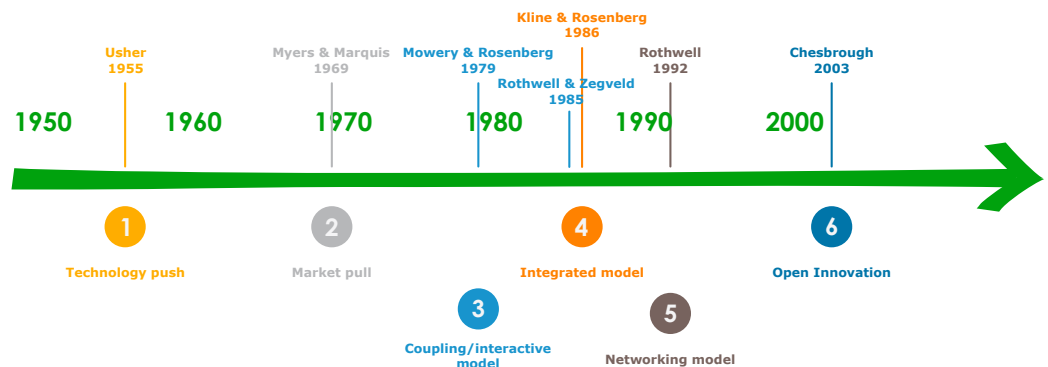 Kline & Rosenberg
1986
Usher
1955
Myers & Marquis
1969
Mowery & Rosenberg
1979
Rothwell
1992
Chesbrough
2003
Rothwell & Zegveld
1985
1950
1960
1970
1980
1990
2000
1
2
4
6
Technology push
Market pull
Integrated model
Open Innovation
3
5
Coupling/interactive
model
Networking model